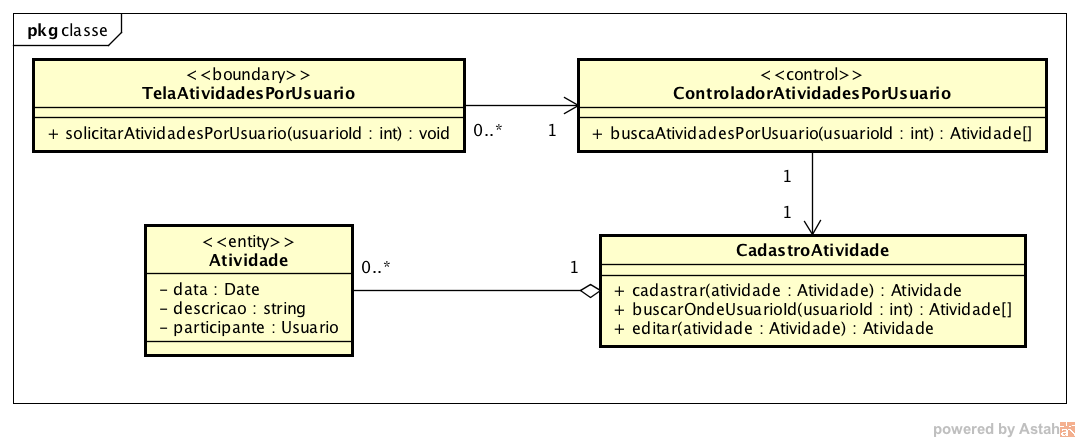 pkg classe
<<boundary>>
TelaAtividadesPorUsuario
+ solicitarAtividadesPorUsuario(usuarioId : int) : void
0..*
1
<<control>>
ControladorAtividadesPorUsuario
+ buscaAtividadesPorUsuario(usuarioId : int) : Atividade[]
1
1
<<entity>>
Atividade
- data : Date
- descricao : string
- participante : Usuario
0..*
1
CadastroAtividade
+ cadastrar(atividade : Atividade) : Atividade
+ buscarOndeUsuarioId(usuarioId : int) : Atividade[]
+ editar(atividade : Atividade) : Atividade
powered by Astah